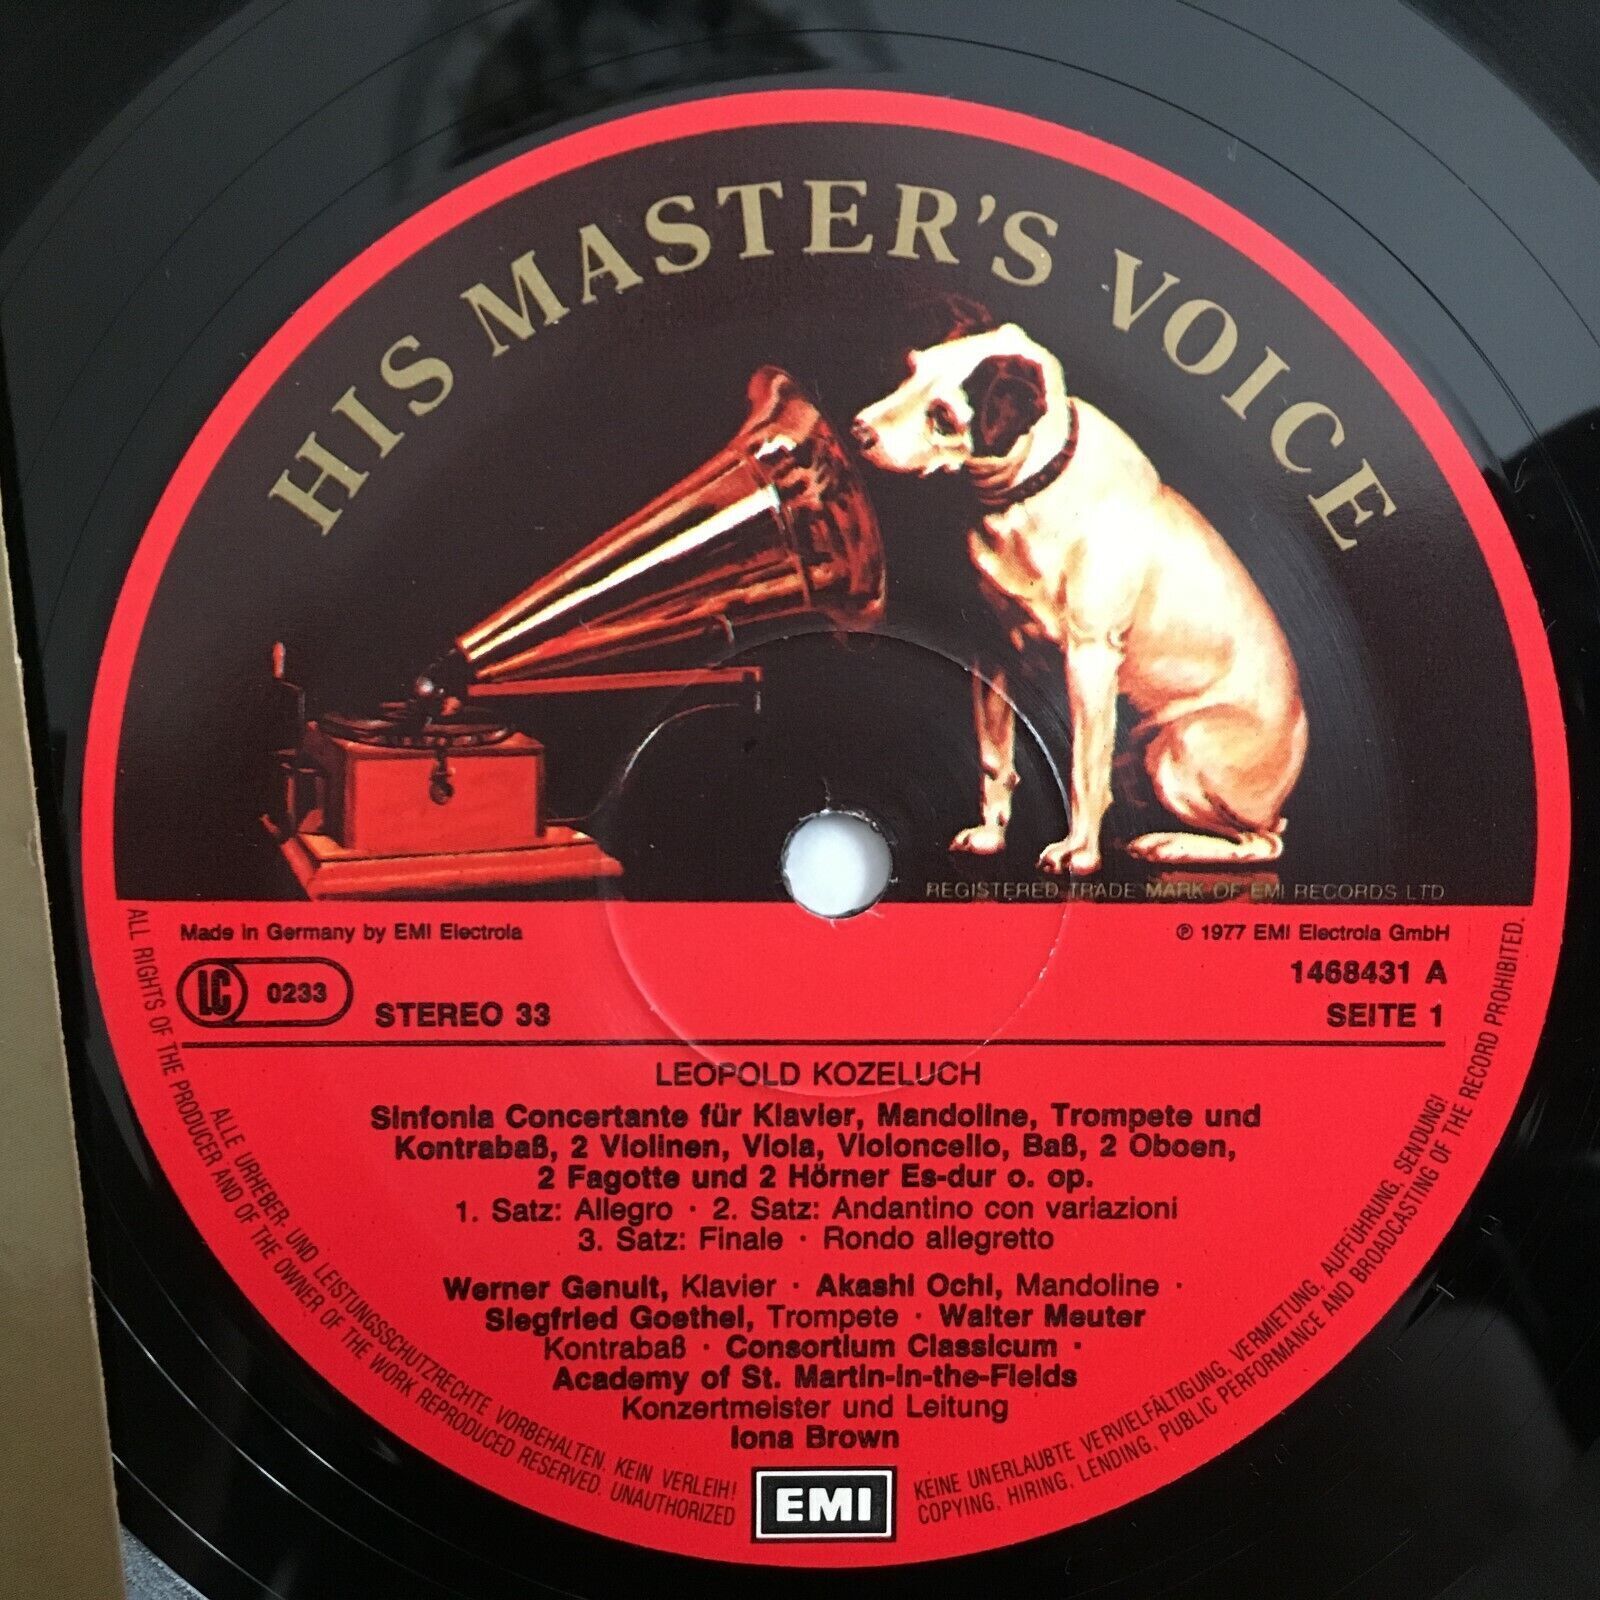 HIS MASTER'S VOICE
REGISTERED TRADE MARK OF EMI RECORDS LTD
Made in Germany by EMI Electrola
℗ 1977 EMI Electrola GmbH
LC 0233
STEREO 33
1468431 A
SEITE 1
LEOPOLD KOZELUCH
Sinfonia Concertante für Klavier, Mandoline, Trompete und
Kontrabaß, 2 Violinen, Viola, Violoncello, Baß, 2 Oboen,
2 Fagotte und 2 Hörner Es-dur o. op.
1. Satz: Allegro · 2. Satz: Andantino con variazioni
3. Satz: Finale · Rondo allegretto
Werner Genuit, Klavier · Akashi Ochi, Mandoline ·
Siegfried Goethel, Trompete · Walter Meuter
Kontrabaß · Consortium Classicum ·
Academy of St. Martin-in-the-Fields
Konzertmeister und Leitung
Iona Brown
EMI
ALLE URHEBER- UND LEISTUNGSSCHUTZRECHTE VORBEHALTEN. KEIN VERLEIH! KEINE UNERLAUBTE VERVIELFÄLTIGUNG, VERMIETUNG, AUFFÜHRUNG, SENDUNG!
ALL RIGHTS OF THE PRODUCER AND OF THE OWNER OF THE WORK REPRODUCED RESERVED. UNAUTHORIZED COPYING, HIRING, LENDING, PUBLIC PERFORMANCE AND BROADCASTING OF THE RECORD PROHIBITED.